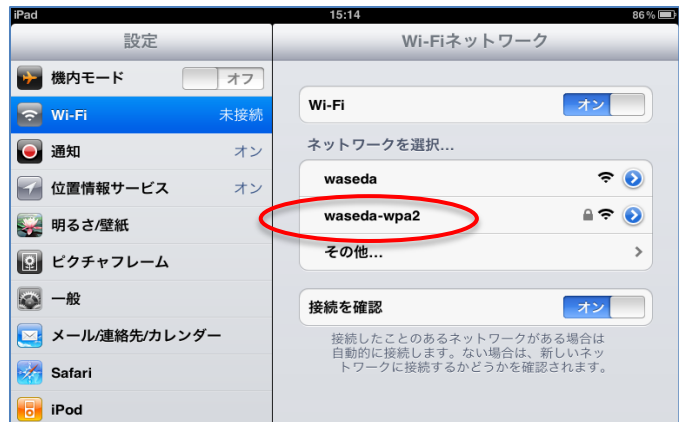 iPad 15:14 86%
設定
Wi-Fiネットワーク
機内モード オフ
Wi-Fi 未接続
通知 オン
位置情報サービス オン
明るさ/壁紙
ピクチャフレーム
一般
メール/連絡先/カレンダー
Safari
iPod
Wi-Fi オン
ネットワークを選択...
waseda
waseda-wpa2
その他...
接続を確認 オン
接続したことのあるネットワークがある場合は
自動的に接続します。ない場合は、新しいネッ
トワークに接続するかどうかを確認されます。